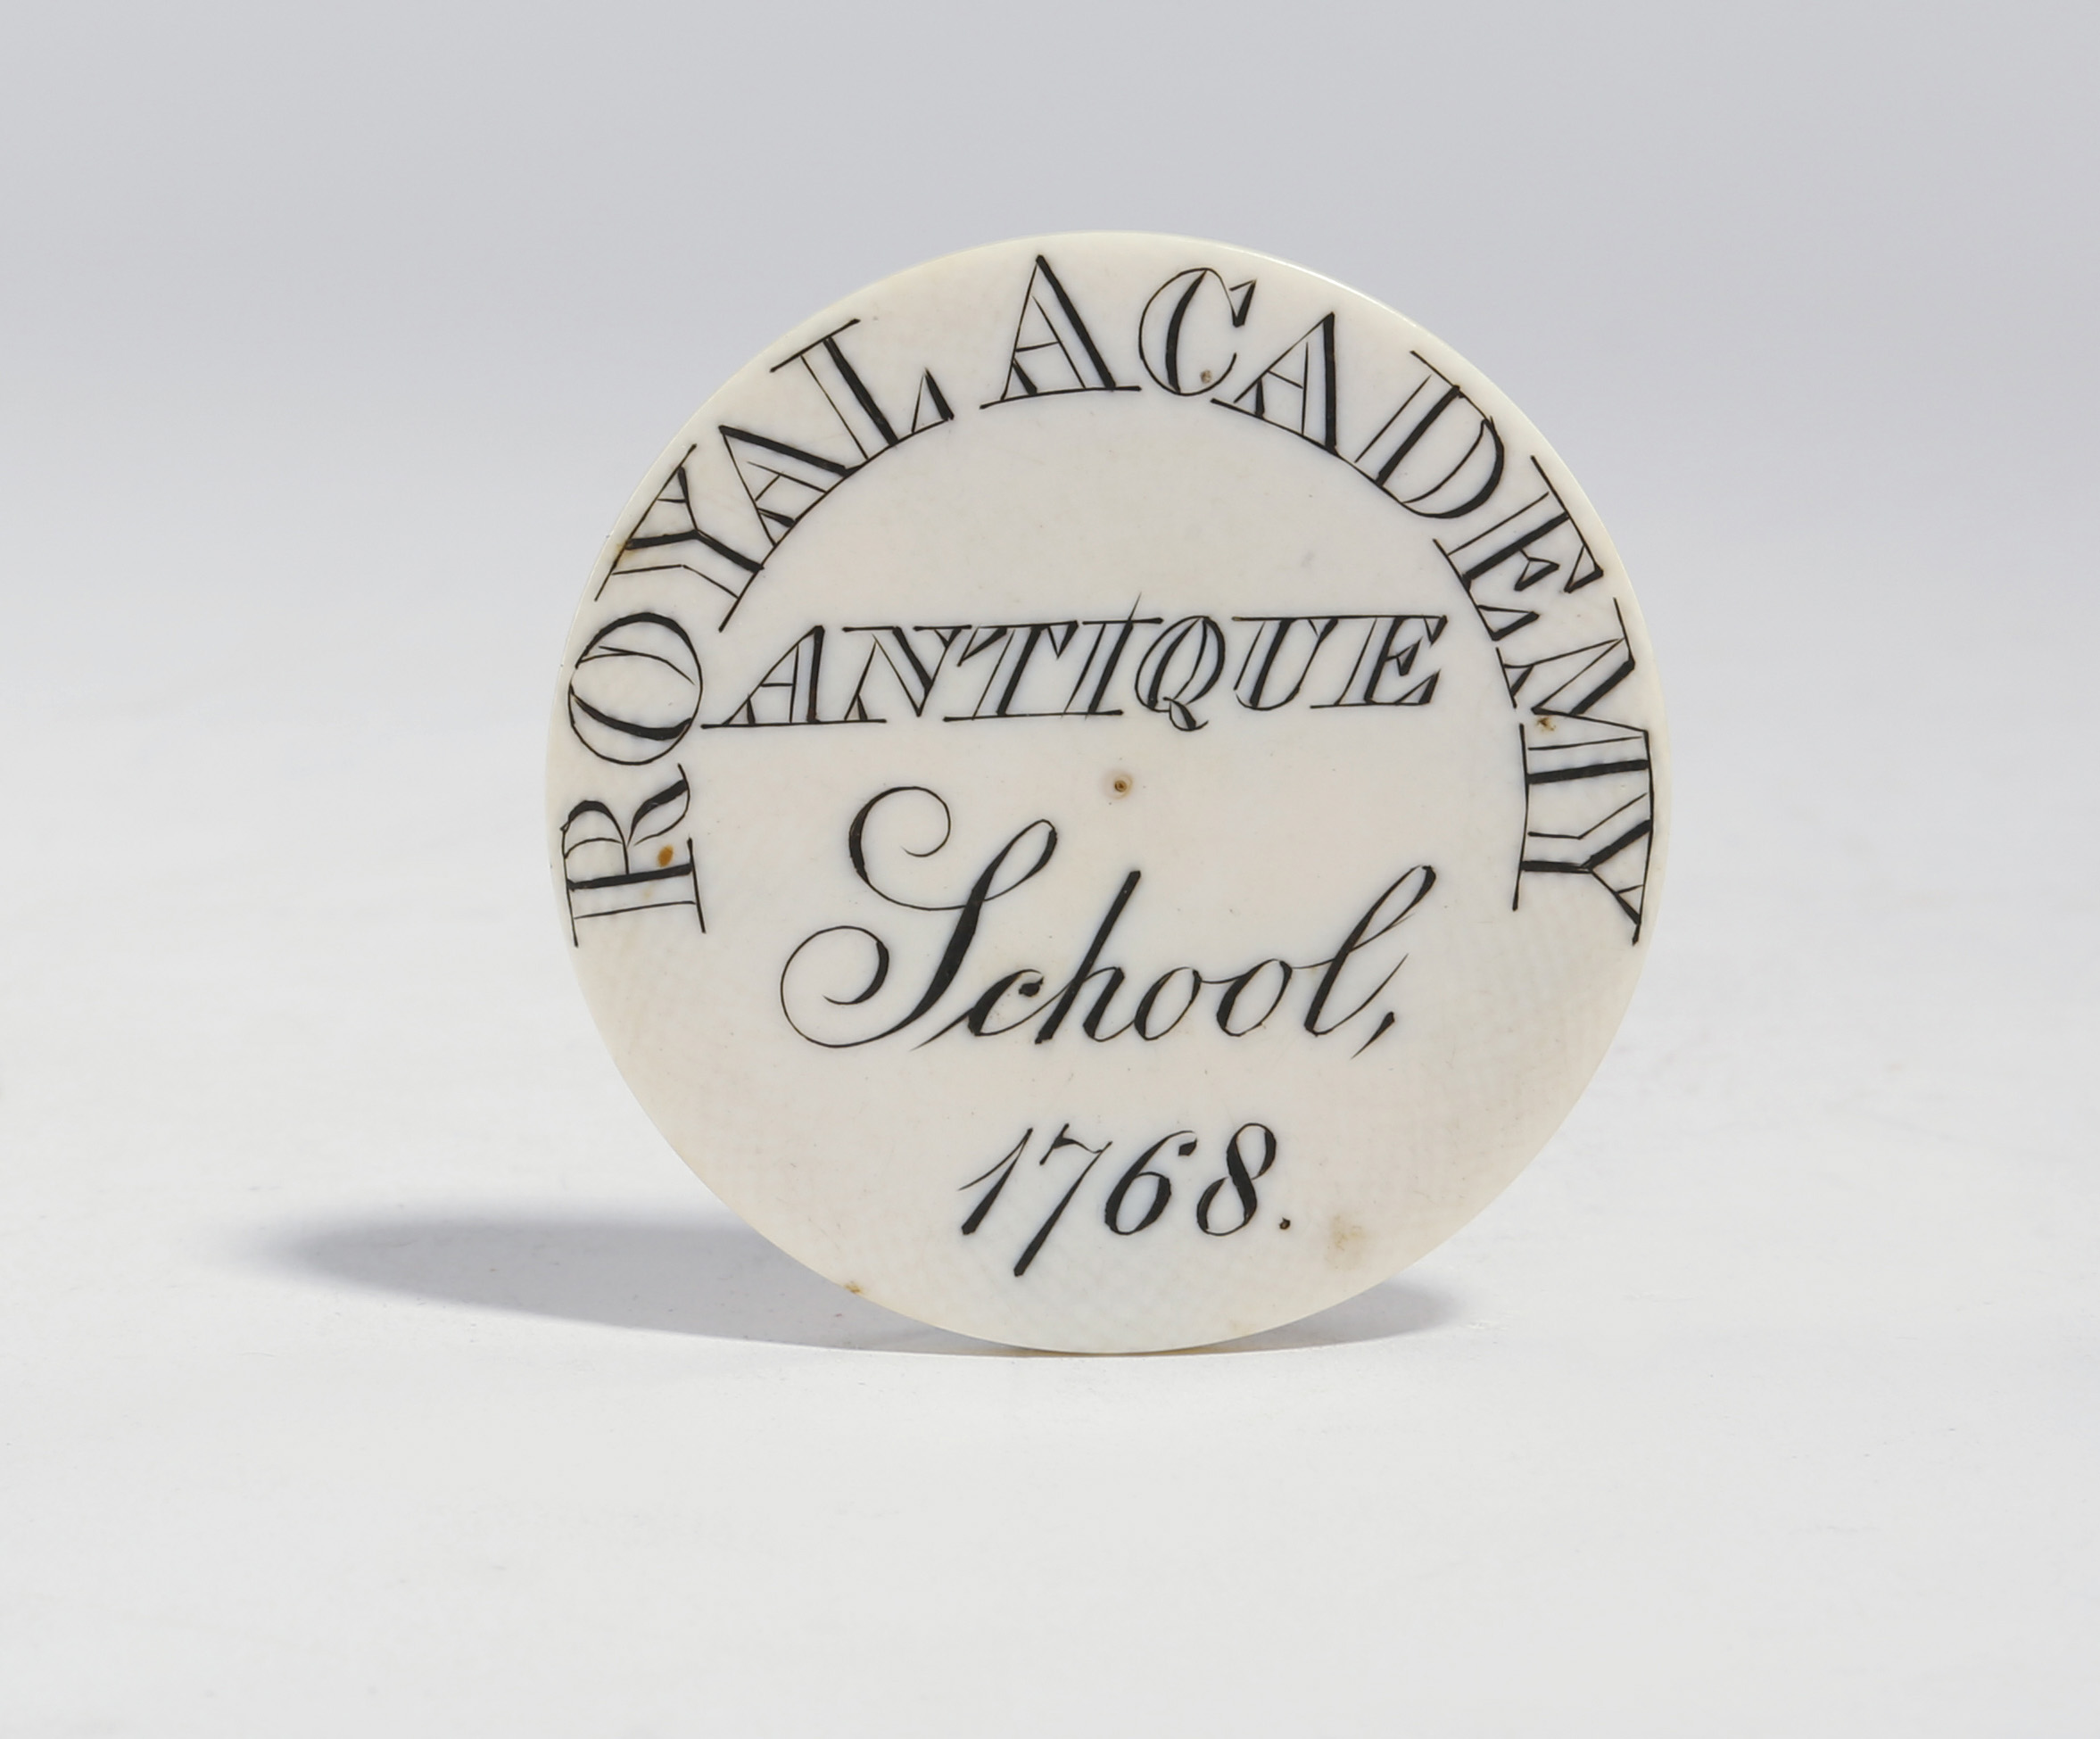 ROYAL ACADEMY
ANTIQUE
School,
1768.